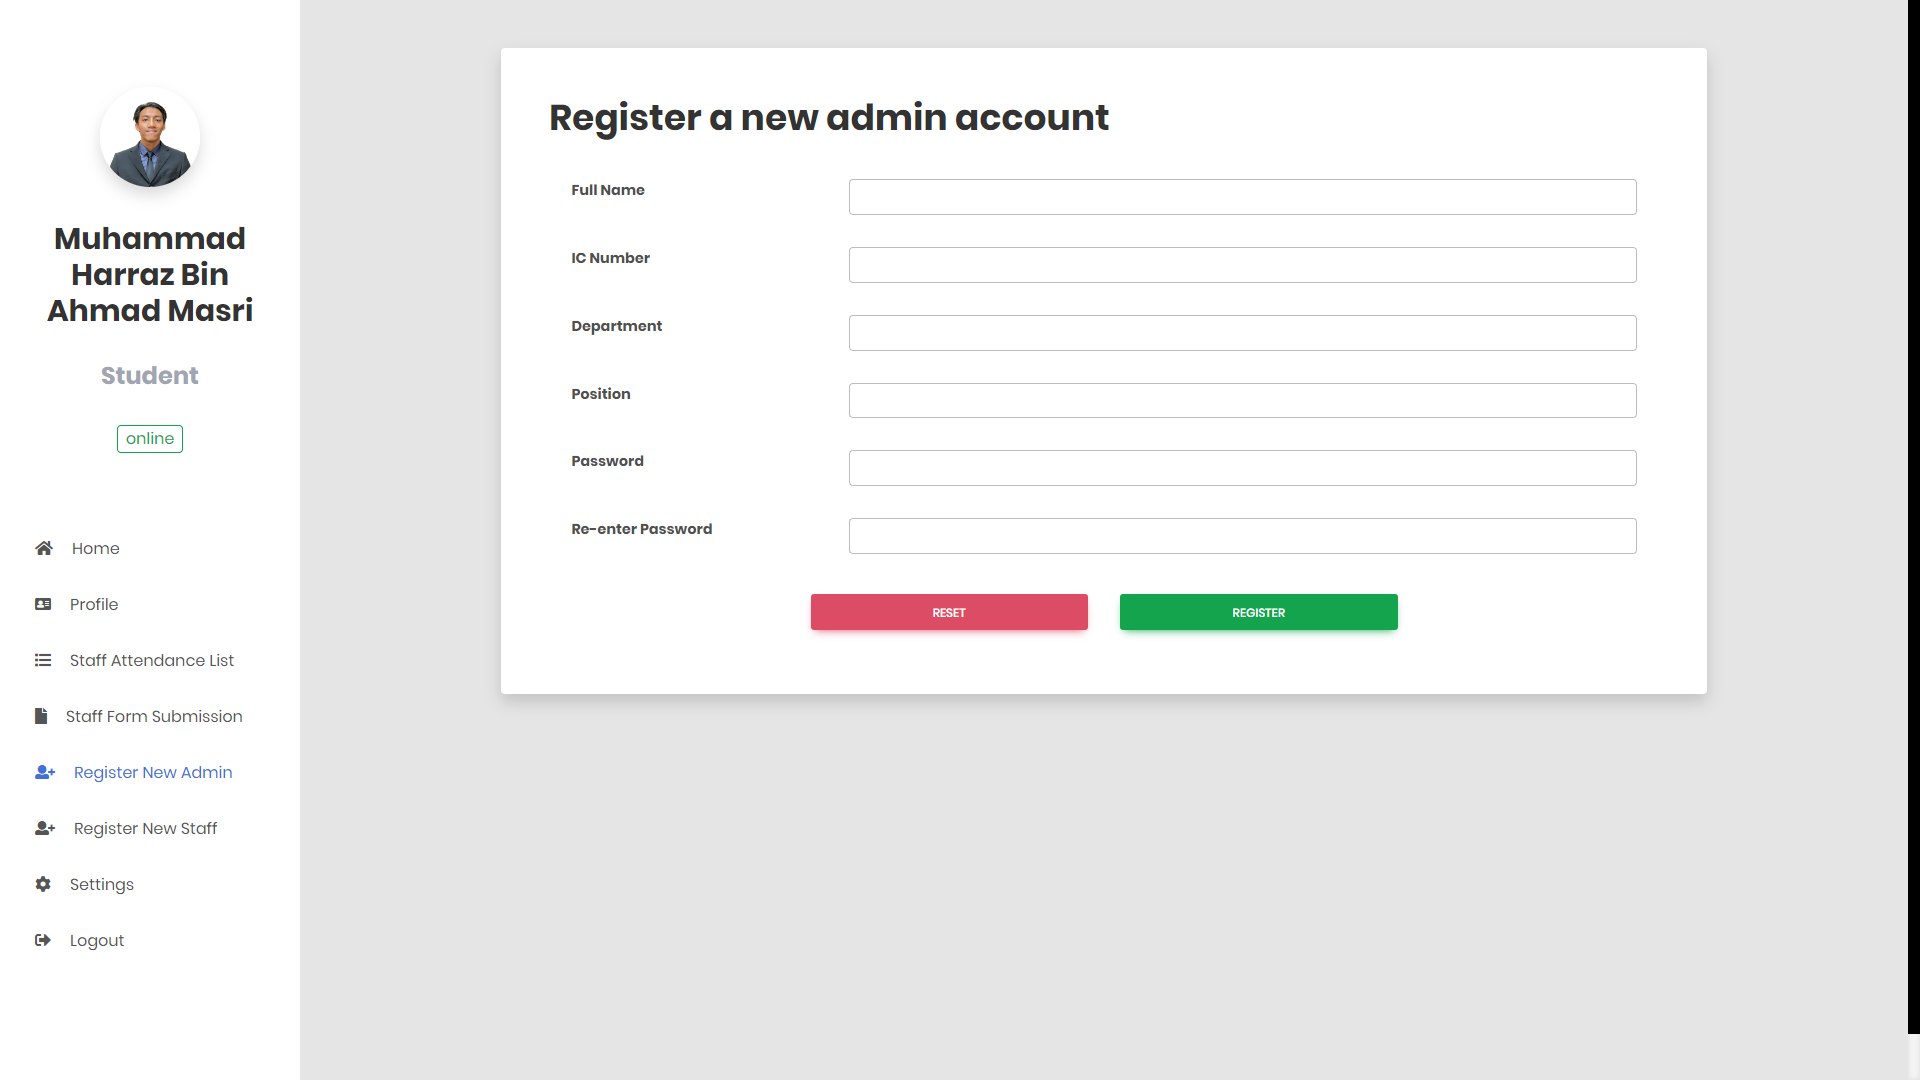 Muhammad
Harraz Bin
Ahmad Masri
Student
online
Home
Profile
Staff Attendance List
Staff Form Submission
Register New Admin
Register New Staff
Settings
Logout
Register a new admin account
Full Name
IC Number
Department
Position
Password
Re-enter Password
RESET
REGISTER